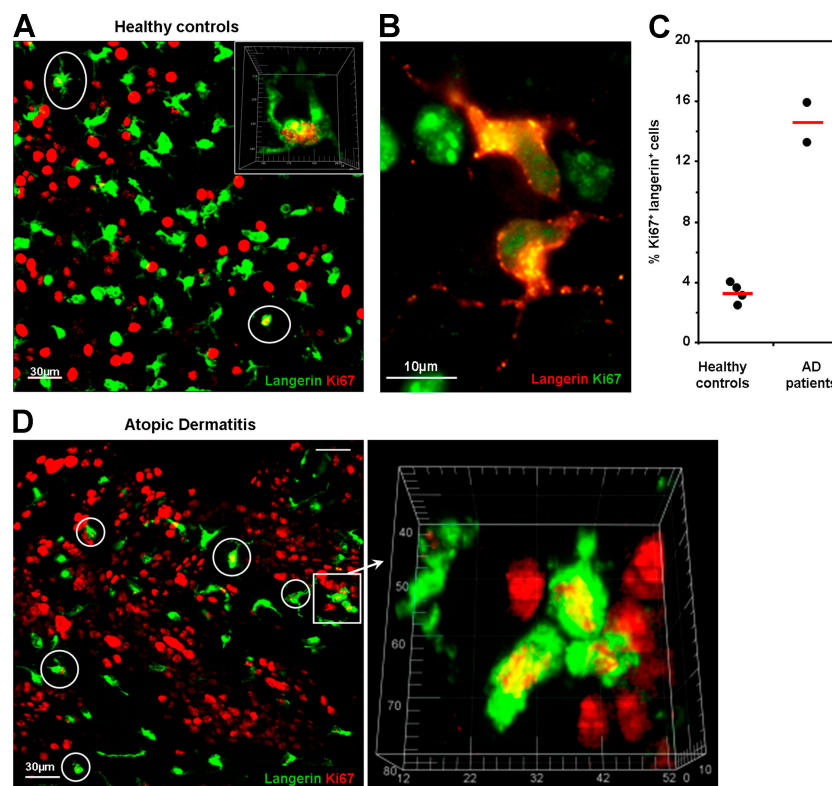 A
Healthy controls
30µm
Langerin Ki67
B
10µm
Langerin Ki67
C
% Ki67+ langerin+ cells
20
16
12
8
4
0
Healthy
controls
AD
patients
D
Atopic Dermatitis
30µm
Langerin Ki67
40
50
60
70
80
12
22
32
42
52
0
10